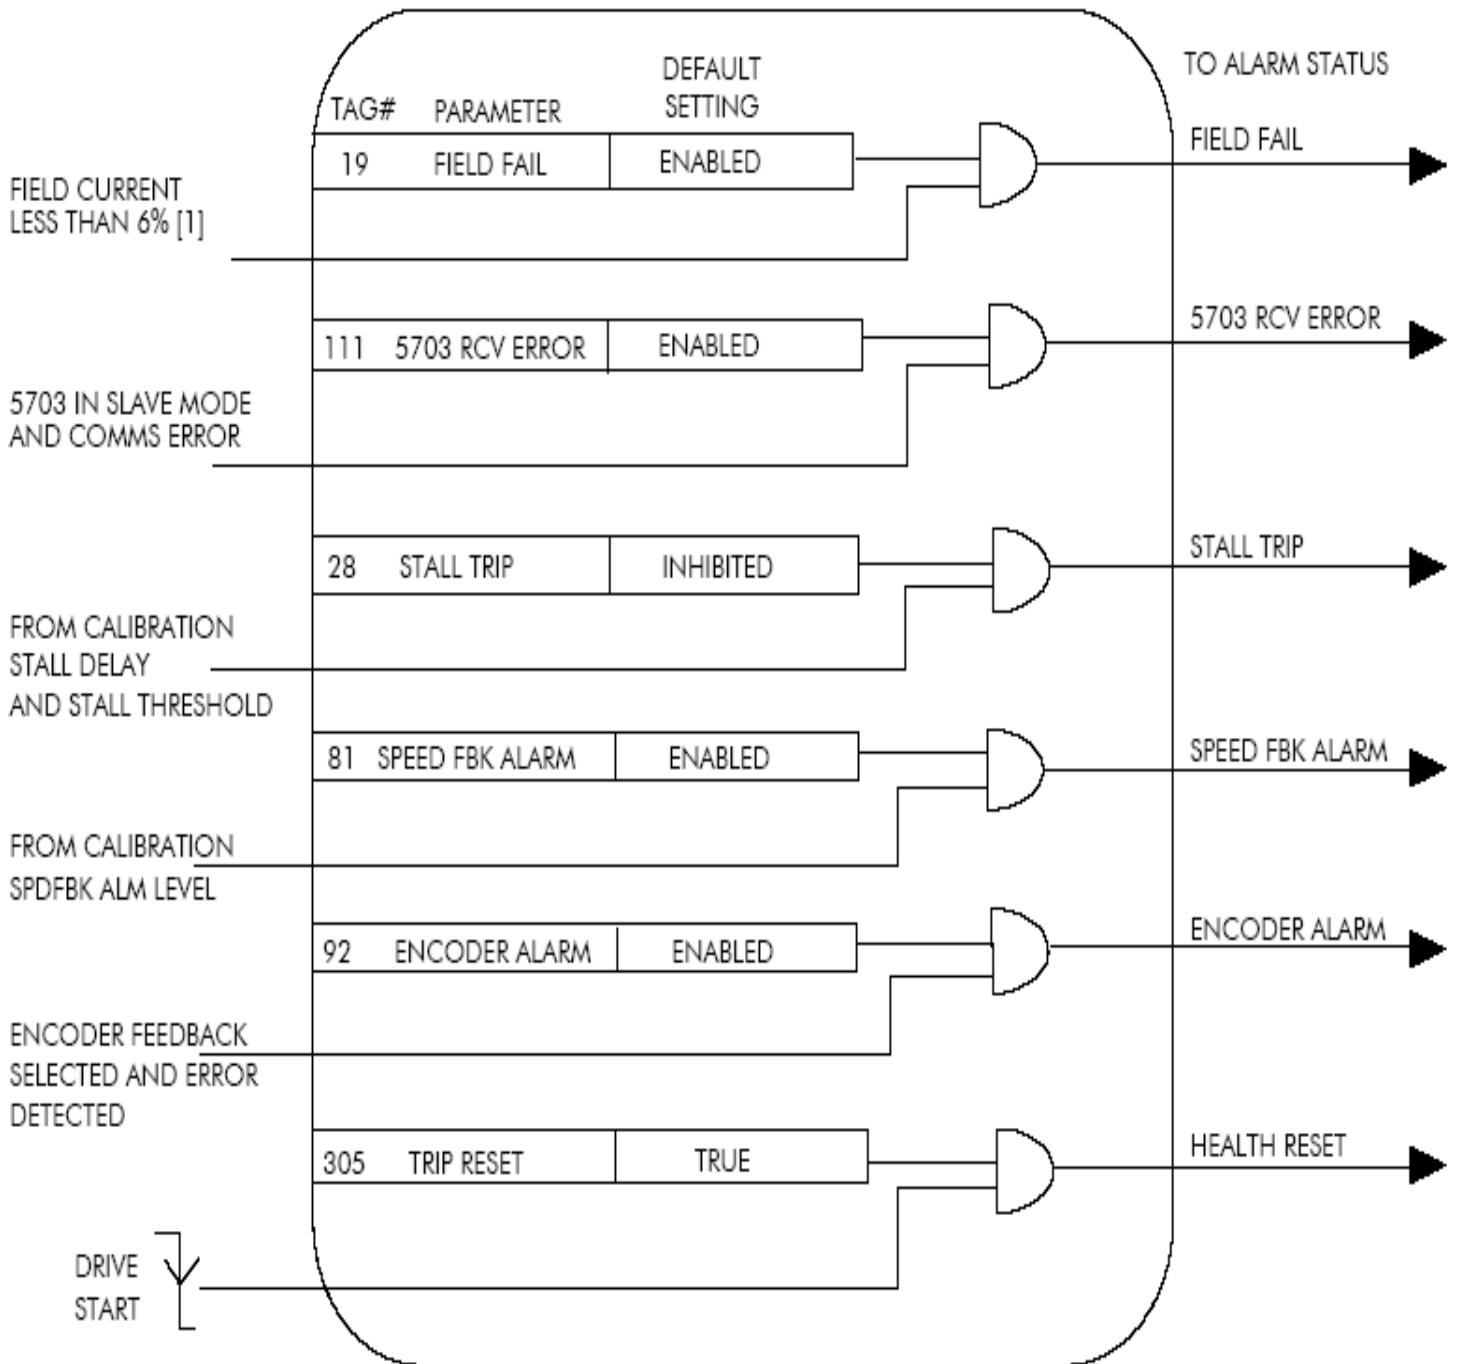 DEFAULT
SETTING
TO ALARM STATUS
TAG# PARAMETER
19 FIELD FAIL ENABLED
FIELD FAIL
FIELD CURRENT
LESS THAN 6% [1]
111 5703 RCV ERROR ENABLED
5703 RCV ERROR
5703 IN SLAVE MODE
AND COMMS ERROR
28 STALL TRIP INHIBITED
STALL TRIP
FROM CALIBRATION
STALL DELAY
AND STALL THRESHOLD
81 SPEED FBK ALARM ENABLED
SPEED FBK ALARM
FROM CALIBRATION
SPDFBK ALM LEVEL
92 ENCODER ALARM ENABLED
ENCODER ALARM
ENCODER FEEDBACK
SELECTED AND ERROR
DETECTED
305 TRIP RESET TRUE
HEALTH RESET
DRIVE
START